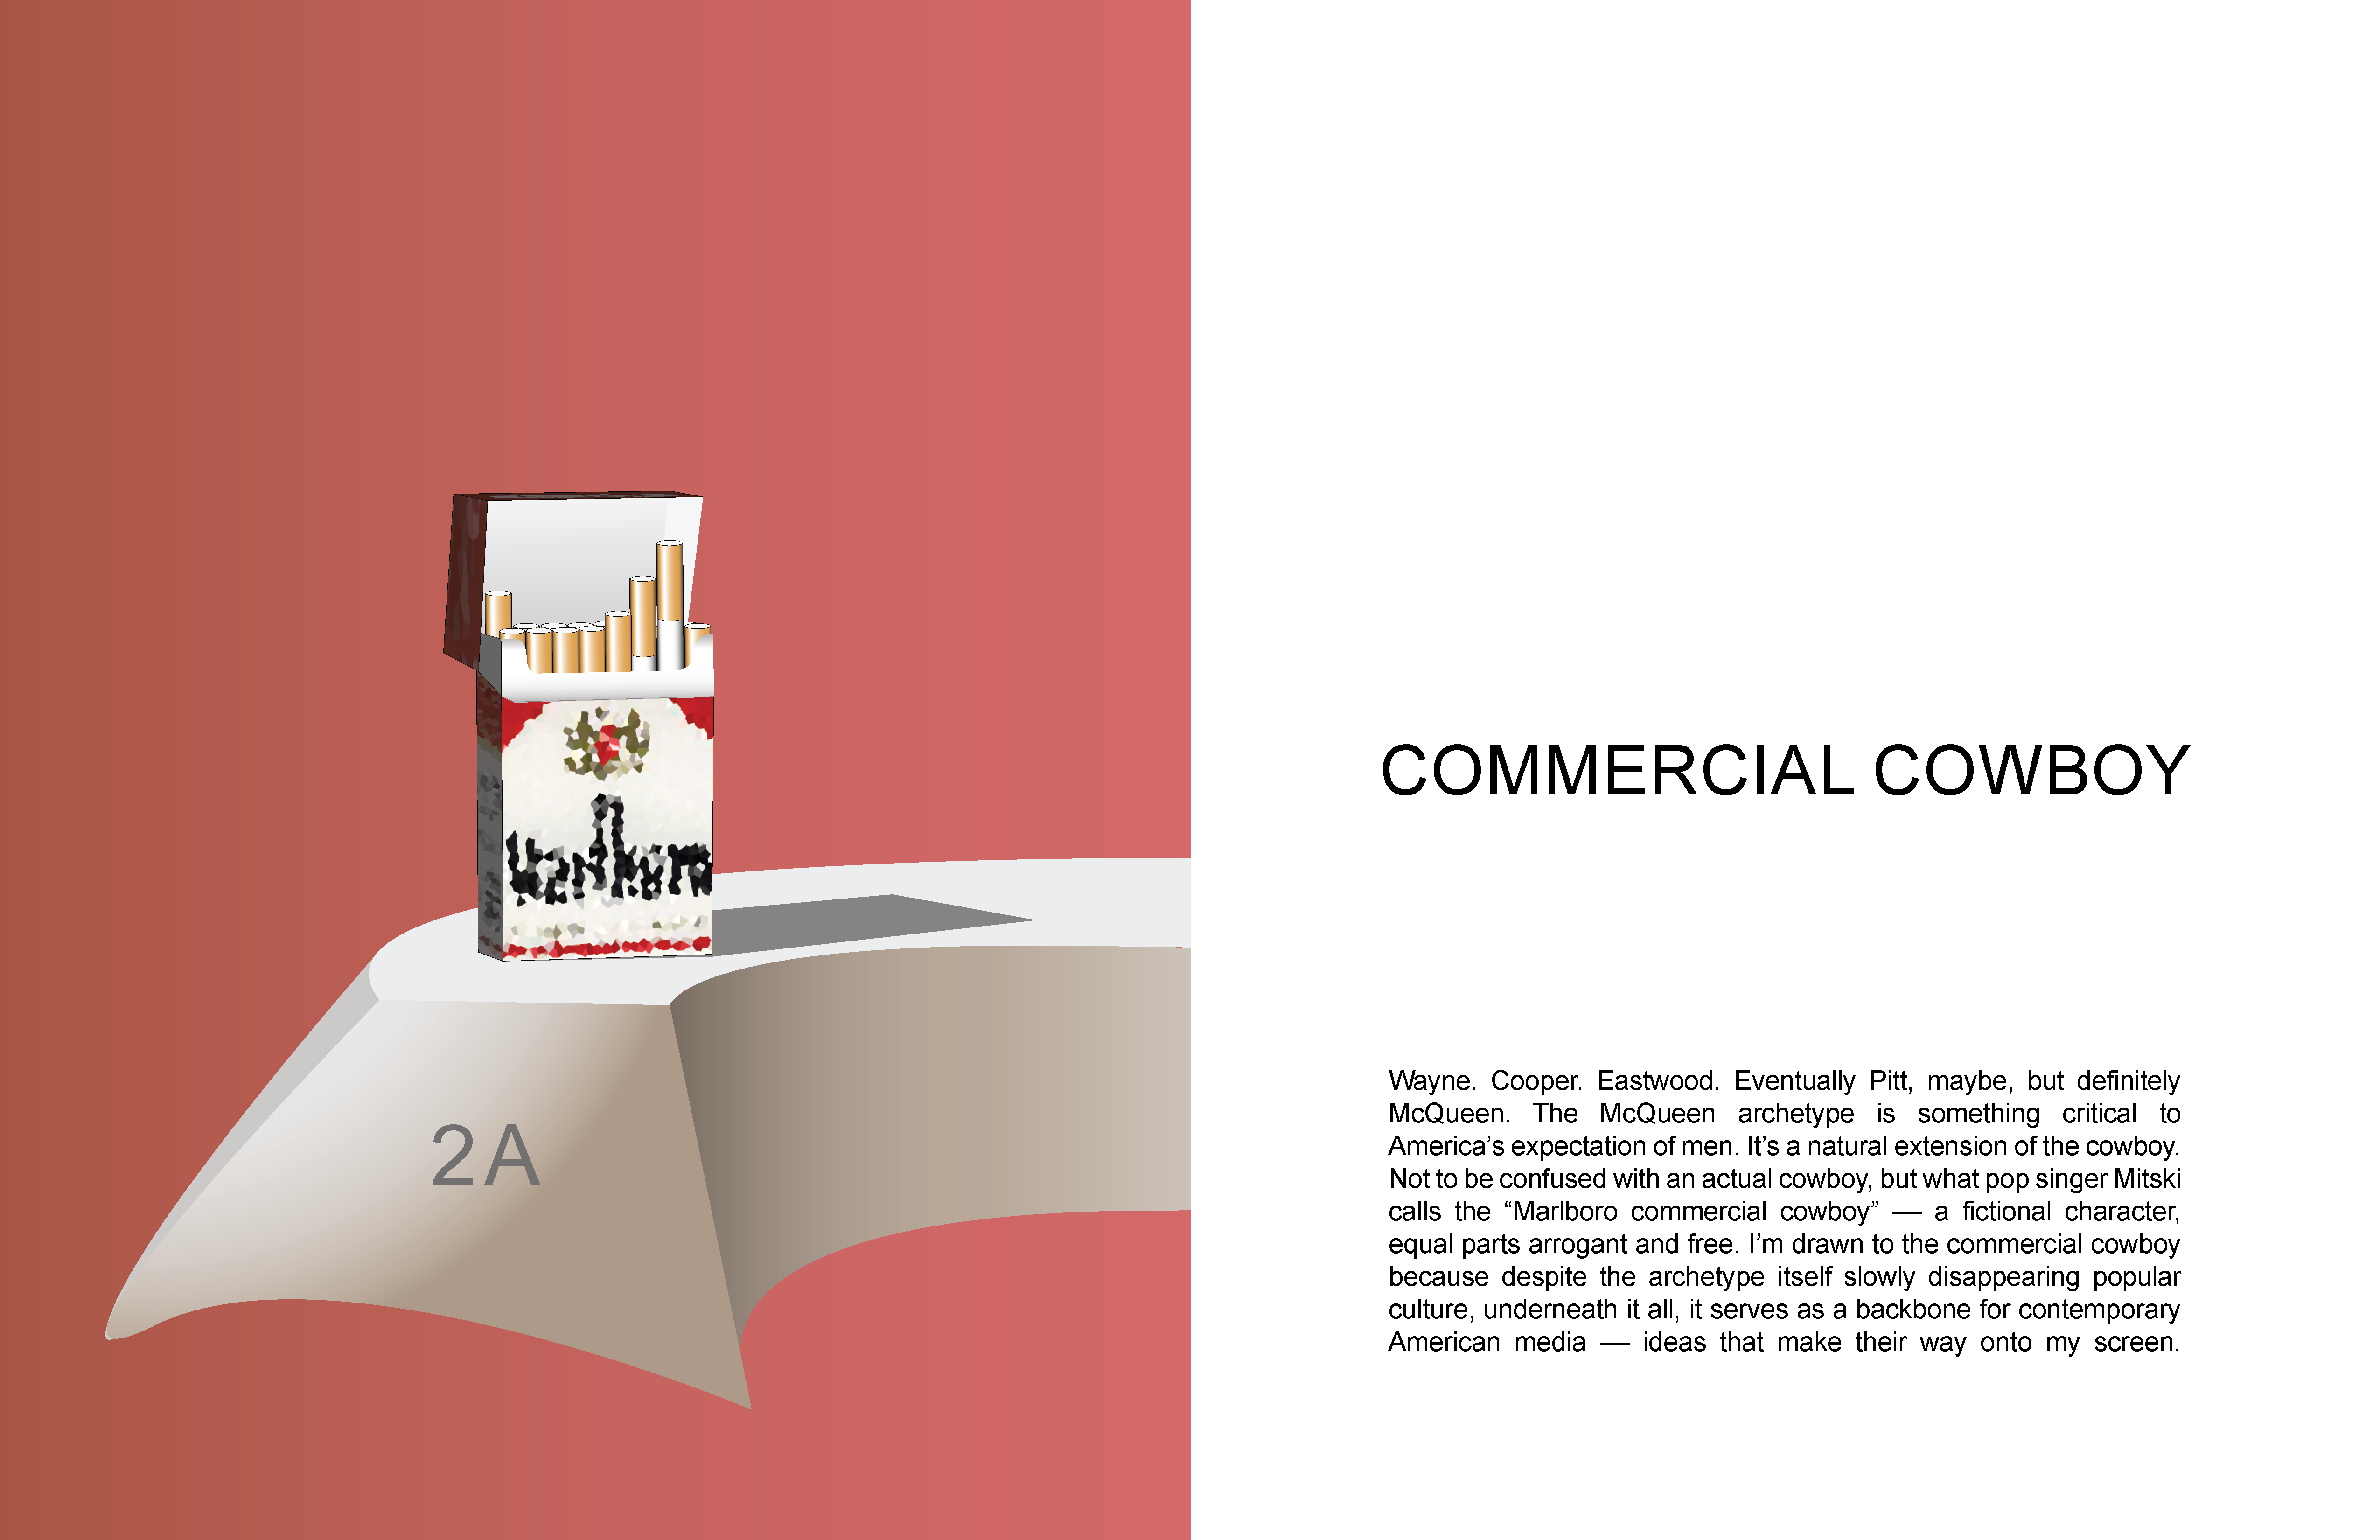 2A
COMMERCIAL COWBOY
Wayne. Cooper. Eastwood. Eventually Pitt, maybe, but definitely
McQueen. The McQueen archetype is something critical to
America’s expectation of men. It’s a natural extension of the cowboy.
Not to be confused with an actual cowboy, but what pop singer Mitski
calls the “Marlboro commercial cowboy” — a fictional character,
equal parts arrogant and free. I’m drawn to the commercial cowboy
because despite the archetype itself slowly disappearing popular
culture, underneath it all, it serves as a backbone for contemporary
American media — ideas that make their way onto my screen.